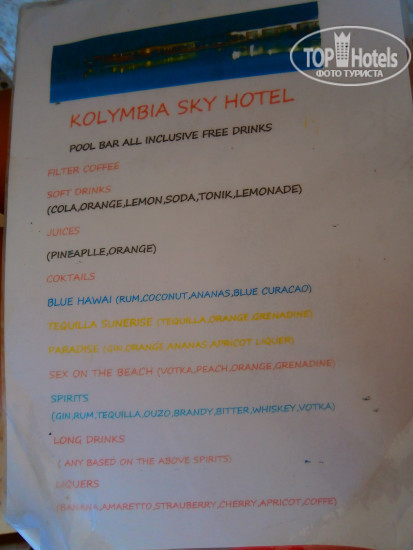 TOP Hotels
ФОТО ТУРИСТА
KOLYMBIA SKY HOTEL
POOL BAR ALL INCLUSIVE FREE DRINKS
FILTER COFFEE
SOFT DRINKS
(COLA,ORANGE,LEMON,SODA,TONIK,LEMONADE)
JUICES
(PINEAPLLE,ORANGE)
COKTAILS
BLUE HAWAI (RUM,COCONUT,ANANAS,BLUE CURACAO)
TEQUILLA SUNERISE (TEQUILLA,ORANGE,GRENADINE)
PARADISE (GIN,ORANGE,ANANAS,APRICOT LIQUER)
SEX ON THE BEACH (VOTKA,PEACH,ORANGE,GRENADINE)
SPIRITS
(GIN,RUM,TEQUILLA,OUZO,BRANDY,BITTER,WHISKEY,VOTKA)
LONG DRINKS
( ANY BASED ON THE ABOVE SPIRITS)
LIQUERS
(BANANA,AMARETTO,STRAUBERRY,CHERRY,APRICOT,COFFE)